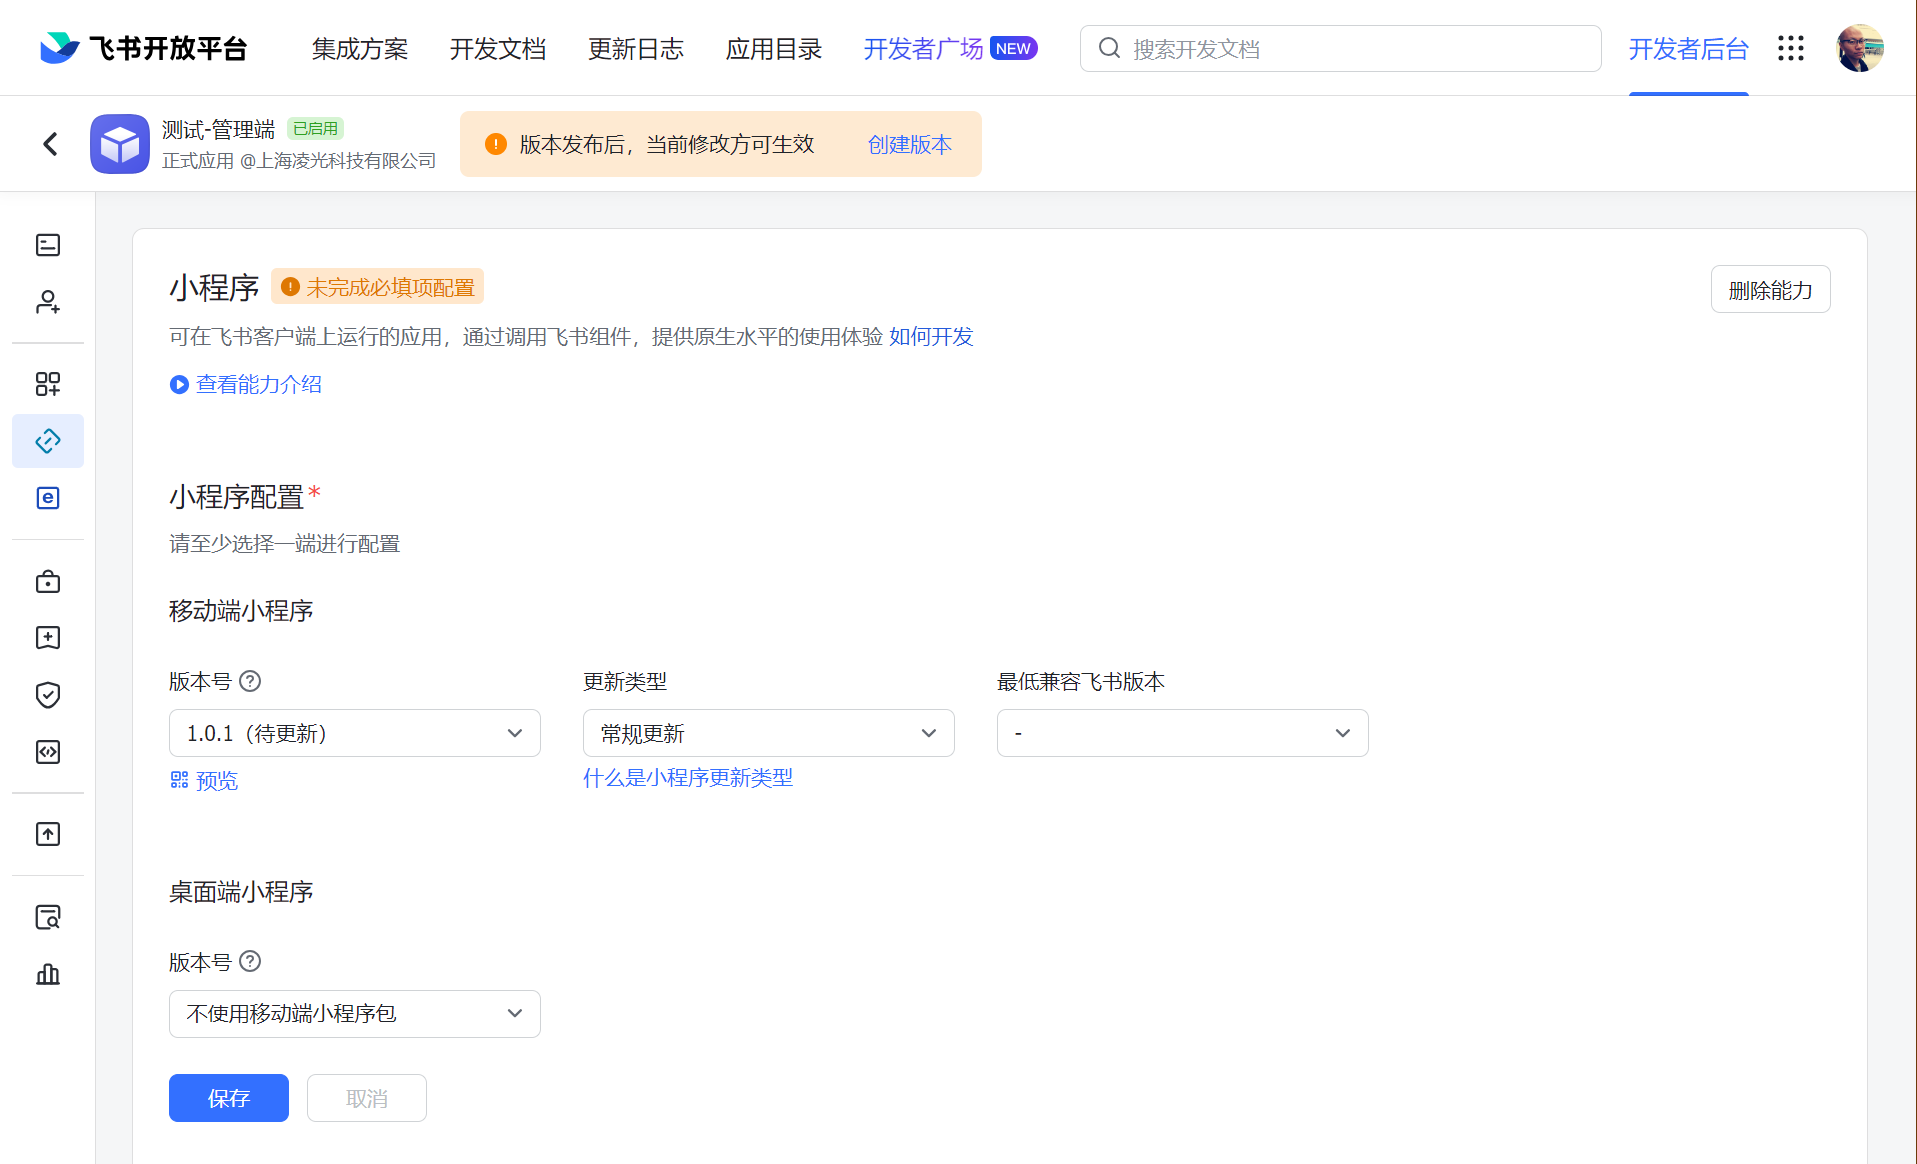 飞书开放平台
集成方案
开发文档
更新日志
应用目录
开发者广场 NEW
搜索开发文档
开发者后台
测试-管理端 已启用
正式应用 @上海凌光科技有限公司
版本发布后，当前修改方可生效 创建版本
小程序 未完成必填项配置
删除能力
可在飞书客户端上运行的应用，通过调用飞书组件，提供原生水平的使用体验 如何开发
查看能力介绍
小程序配置*
请至少选择一端进行配置
移动端小程序
版本号
更新类型
最低兼容飞书版本
1.0.1（待更新）
常规更新
-
预览
什么是小程序更新类型
桌面端小程序
版本号
不使用移动端小程序包
保存
取消